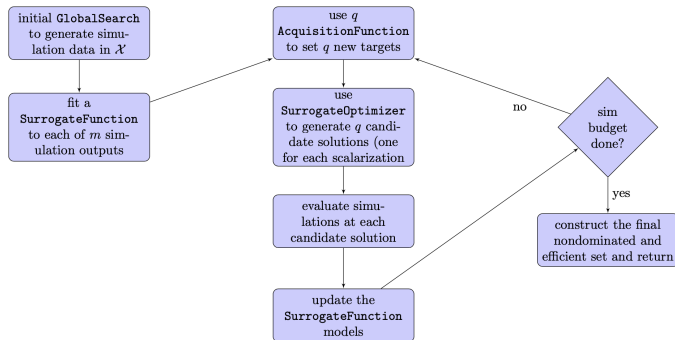 initial GlobalSearch
to generate simu-
lation data in 𝒳
fit a
SurrogateFunction
to each of m sim-
ulation outputs
use q
AcquisitionFunction
to set q new targets
use
SurrogateOptimizer
to generate q candi-
date solutions (one
for each scalarization
evaluate simu-
lations at each
candidate solution
update the
SurrogateFunction
models
sim
budget
done?
no
yes
construct the final
nondominated and
efficient set and return